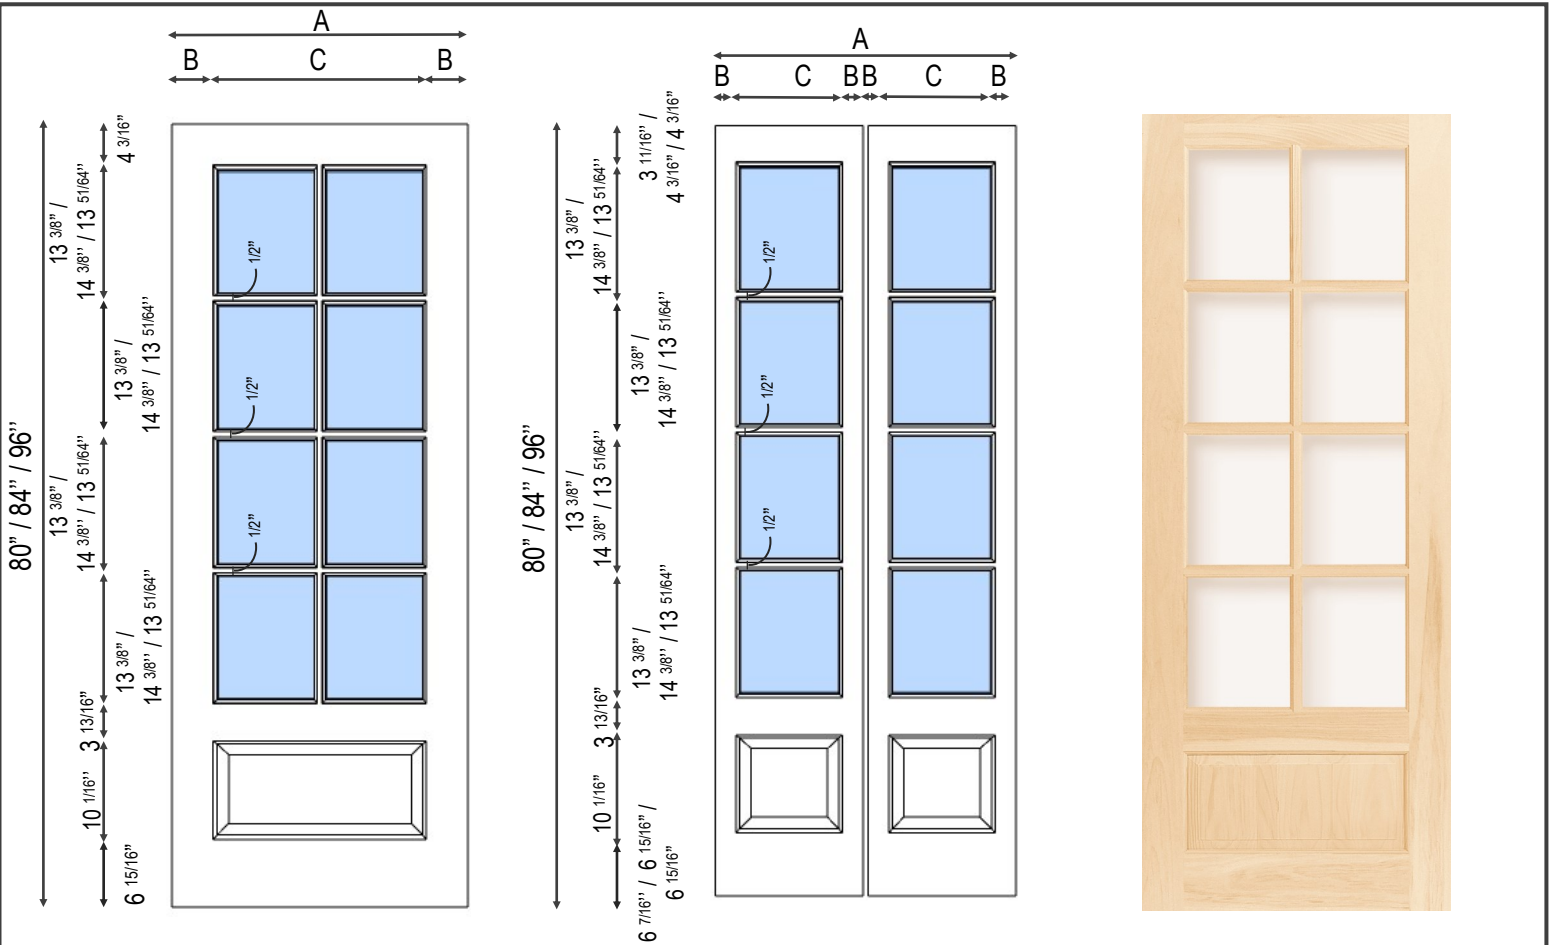 A
B C B
80” / 84” / 96”
4 3/16”
13 3/8” /
14 3/8” / 13 51/64”
1/2”
13 3/8” /
14 3/8” / 13 51/64”
1/2”
13 3/8” /
14 3/8” / 13 51/64”
1/2”
13 3/8” /
14 3/8” / 13 51/64”
3 13/16”
10 1/16”
6 15/16”
A
B C B B C B
80” / 84” / 96”
3 11/16” /
4 3/16” / 4 3/16”
13 3/8” /
14 3/8” / 13 51/64”
1/2”
13 3/8” /
14 3/8” / 13 51/64”
1/2”
13 3/8” /
14 3/8” / 13 51/64”
1/2”
13 3/8” /
14 3/8” / 13 51/64”
3 13/16”
10 1/16”
6 7/16” / 6 15/16” /
6 15/16”